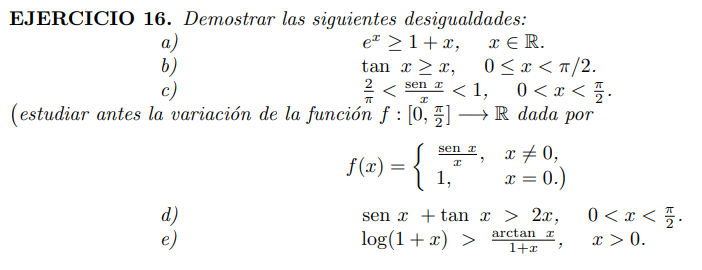 EJERCICIO 16. Demostrar las siguientes desigualdades:
a) e^x ≥ 1 + x, x ∈ ℝ.
b) tan x ≥ x, 0 ≤ x < π/2.
c) 2/π < sen x/x < 1, 0 < x < π/2.
(estudiar antes la variación de la función f : [0, π/2] ⟶ ℝ dada por
f(x) = { sen x/x, x ≠ 0,
1, x = 0.)
d) sen x + tan x > 2x, 0 < x < π/2.
e) log(1 + x) > arctan x/1+x, x > 0.